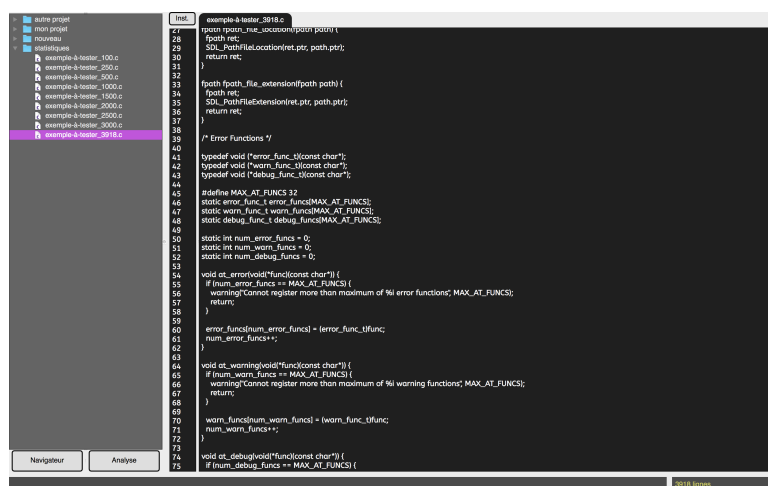 autre projet
mon projet
nouveau
statistiques
exemple-à-tester_100.c
exemple-à-tester_250.c
exemple-à-tester_500.c
exemple-à-tester_1000.c
exemple-à-tester_1500.c
exemple-à-tester_2000.c
exemple-à-tester_2500.c
exemple-à-tester_3000.c
exemple-à-tester_3918.c
Navigateur Analyse
Inst. exemple-à-tester_3918.c
27 fpath fpath_file_location(fpath path) {
28 fpath ret;
29 SDL_PathFileLocation(ret.ptr, path.ptr);
30 return ret;
31 }
32
33 fpath fpath_file_extension(fpath path) {
34 fpath ret;
35 SDL_PathFileExtension(ret.ptr, path.ptr);
36 return ret;
37 }
38
39 /* Error Functions */
40
41 typedef void (*error_func_t)(const char*);
42 typedef void (*warn_func_t)(const char*);
43 typedef void (*debug_func_t)(const char*);
44
45 #define MAX_AT_FUNCS 32
46 static error_func_t error_funcs[MAX_AT_FUNCS];
47 static warn_func_t warn_funcs[MAX_AT_FUNCS];
48 static debug_func_t debug_funcs[MAX_AT_FUNCS];
49
50 static int num_error_funcs = 0;
51 static int num_warn_funcs = 0;
52 static int num_debug_funcs = 0;
53
54 void at_error(void(*func)(const char*)) {
55 if (num_error_funcs == MAX_AT_FUNCS) {
56 warning("Cannot register more than maximum of %i error functions", MAX_AT_FUNCS);
57 return;
58 }
59
60 error_funcs[num_error_funcs] = (error_func_t)func;
61 num_error_funcs++;
62 }
63
64 void at_warning(void(*func)(const char*)) {
65 if (num_warn_funcs == MAX_AT_FUNCS) {
66 warning("Cannot register more than maximum of %i warning functions", MAX_AT_FUNCS);
67 return;
68 }
69
70 warn_funcs[num_warn_funcs] = (warn_func_t)func;
71 num_warn_funcs++;
72 }
73
74 void at_debug(void(*func)(const char*)) {
75 if (num_debug_funcs == MAX_AT_FUNCS) {
3918 lignes